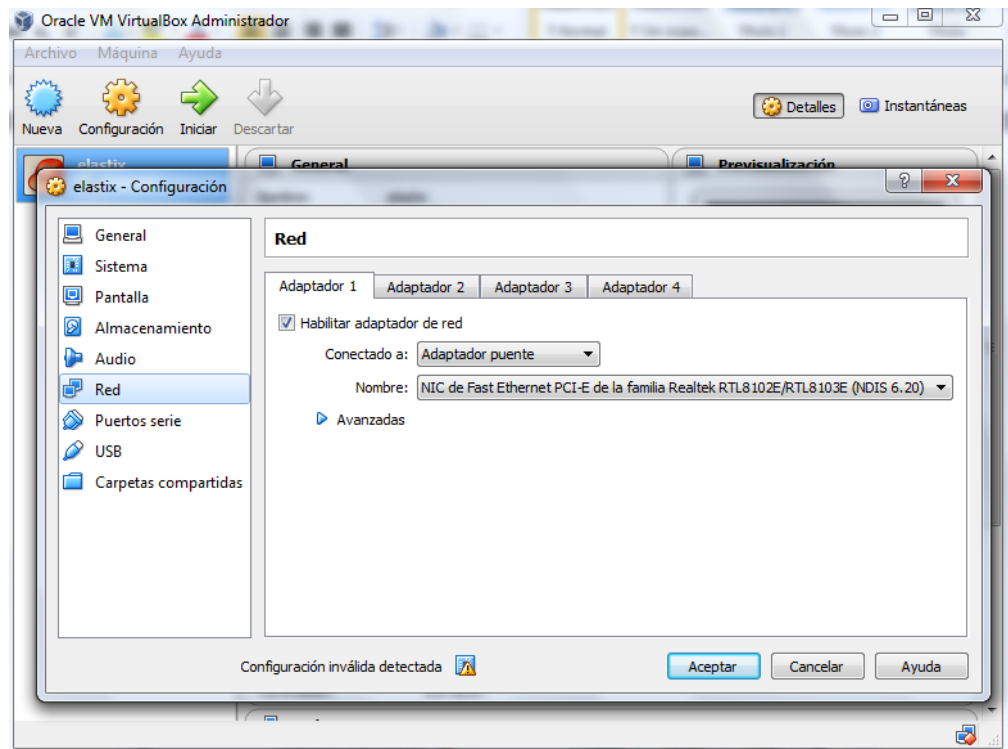 Oracle VM VirtualBox Administrador
Archivo Máquina Ayuda
Nueva Configuración Iniciar Descartar
Detalles Instantáneas
elastix General Previsualización
elastix - Configuración
General
Sistema
Pantalla
Almacenamiento
Audio
Red
Puertos serie
USB
Carpetas compartidas
Red
Adaptador 1 Adaptador 2 Adaptador 3 Adaptador 4
Habilitar adaptador de red
Conectado a: Adaptador puente
Nombre: NIC de Fast Ethernet PCI-E de la familia Realtek RTL8102E/RTL8103E (NDIS 6.20)
Avanzadas
Configuración inválida detectada
Aceptar Cancelar Ayuda